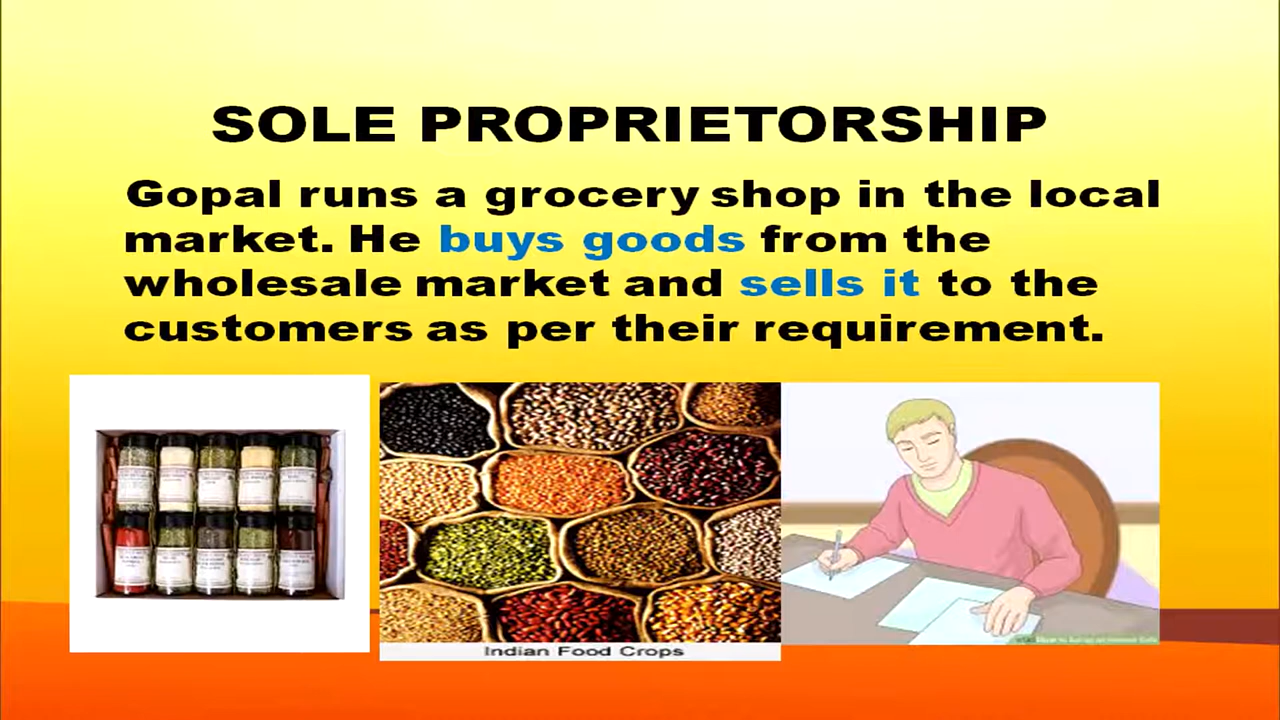 SOLE PROPRIETORSHIP
Gopal runs a grocery shop in the local
market. He buys goods from the
wholesale market and sells it to the
customers as per their requirement.
Indian Food Crops